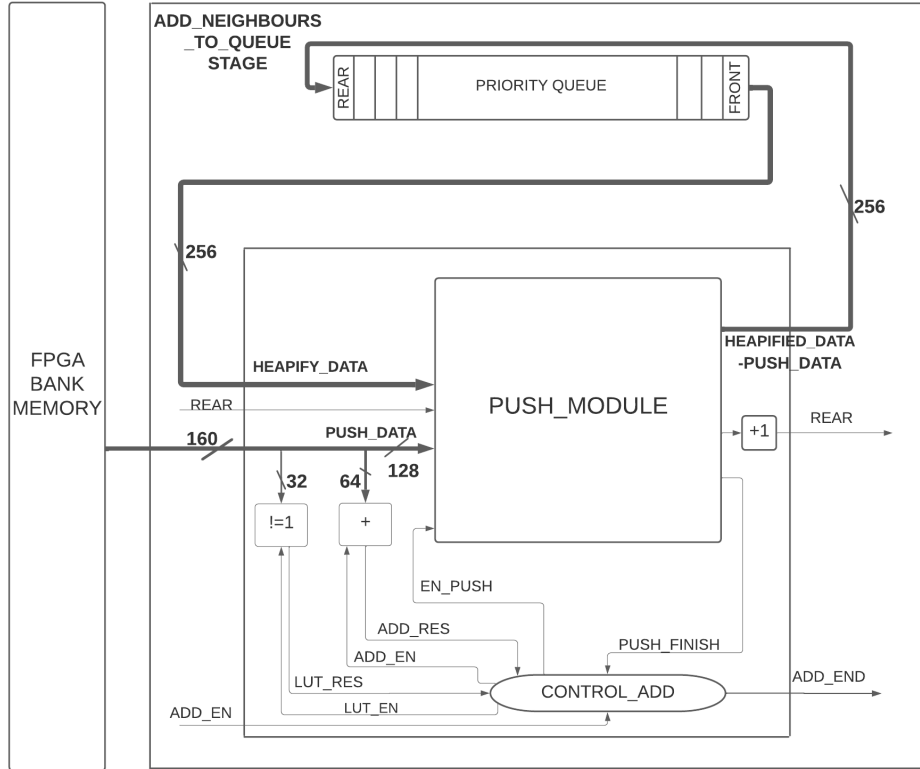 ADD_NEIGHBOURS
_TO_QUEUE
STAGE
REAR
PRIORITY QUEUE
FRONT
256
256
FPGA
BANK
MEMORY
HEAPIFY_DATA
HEAPIFIED_DATA
-PUSH_DATA
REAR
PUSH_MODULE
+1
REAR
160
PUSH_DATA
128
32
64
!=1
+
EN_PUSH
ADD_RES
PUSH_FINISH
ADD_EN
LUT_RES
CONTROL_ADD
ADD_END
LUT_EN
ADD_EN